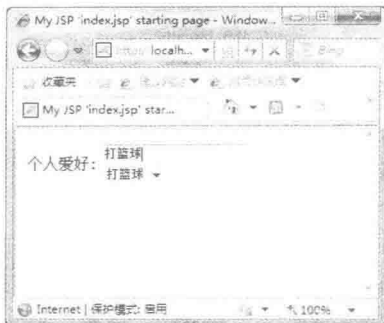 My JSP 'index.jsp' starting page - Window...
localh...
收藏夹
My JSP 'index.jsp' star...
个人爱好：
打篮球
打篮球
Internet | 保护模式: 启用
100%